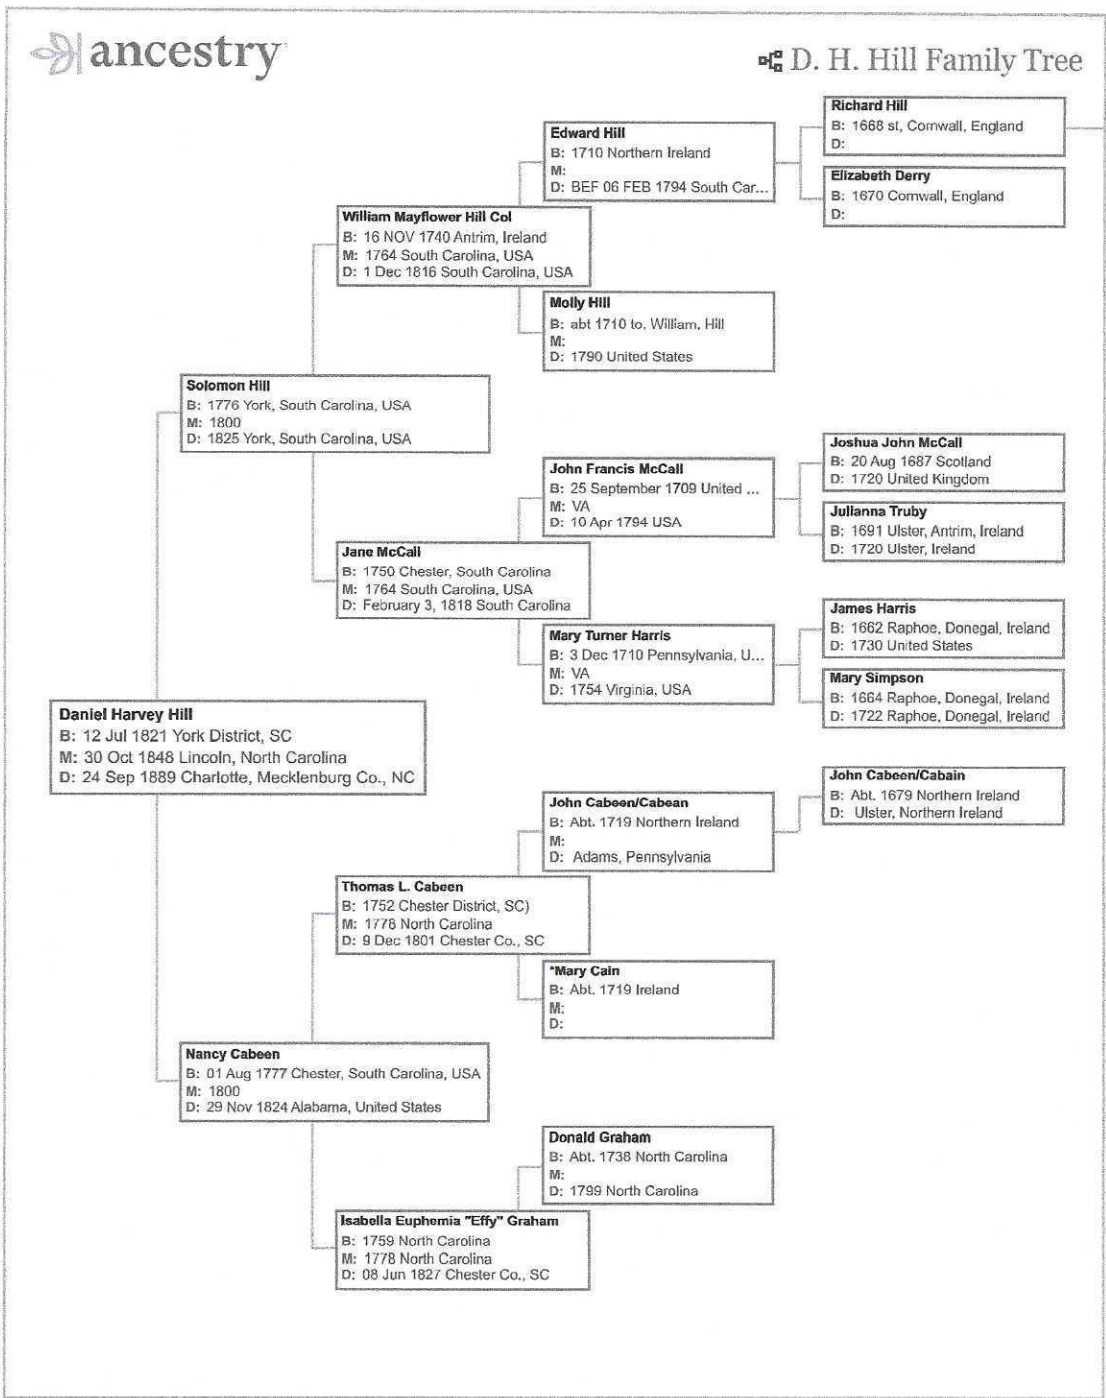 ancestry
D. H. Hill Family Tree
Richard Hill
B: 1668 st, Cornwall, England
D:
Edward Hill
B: 1710 Northern Ireland
M:
D: BEF 06 FEB 1794 South Car...
Elizabeth Derry
B: 1670 Cornwall, England
D:
William Mayflower Hill Col
B: 16 NOV 1740 Antrim, Ireland
M: 1764 South Carolina, USA
D: 1 Dec 1816 South Carolina, USA
Molly Hill
B: abt 1710 to, William, Hill
M:
D: 1790 United States
Solomon Hill
B: 1776 York, South Carolina, USA
M: 1800
D: 1825 York, South Carolina, USA
Joshua John McCall
B: 20 Aug 1687 Scotland
D: 1720 United Kingdom
John Francis McCall
B: 25 September 1709 United ...
M: VA
D: 10 Apr 1794 USA
Julianna Truby
B: 1691 Ulster, Antrim, Ireland
D: 1720 Ulster, Ireland
Jane McCall
B: 1750 Chester, South Carolina
M: 1764 South Carolina, USA
D: February 3, 1818 South Carolina
James Harris
B: 1662 Raphoe, Donegal, Ireland
D: 1730 United States
Mary Turner Harris
B: 3 Dec 1710 Pennsylvania, U...
M: VA
D: 1754 Virginia, USA
Mary Simpson
B: 1664 Raphoe, Donegal, Ireland
D: 1722 Raphoe, Donegal, Ireland
Daniel Harvey Hill
B: 12 Jul 1821 York District, SC
M: 30 Oct 1848 Lincoln, North Carolina
D: 24 Sep 1889 Charlotte, Mecklenburg Co., NC
John Cabeen/Cabain
B: Abt. 1679 Northern Ireland
D: Ulster, Northern Ireland
John Cabeen/Cabean
B: Abt. 1719 Northern Ireland
M:
D: Adams, Pennsylvania
Thomas L. Cabeen
B: 1752 Chester District, SC)
M: 1778 North Carolina
D: 9 Dec 1801 Chester Co., SC
*Mary Cain
B: Abt. 1719 Ireland
M:
D:
Nancy Cabeen
B: 01 Aug 1777 Chester, South Carolina, USA
M: 1800
D: 29 Nov 1824 Alabama, United States
Donald Graham
B: Abt. 1738 North Carolina
M:
D: 1799 North Carolina
Isabella Euphemia "Effy" Graham
B: 1759 North Carolina
M: 1778 North Carolina
D: 08 Jun 1827 Chester Co., SC